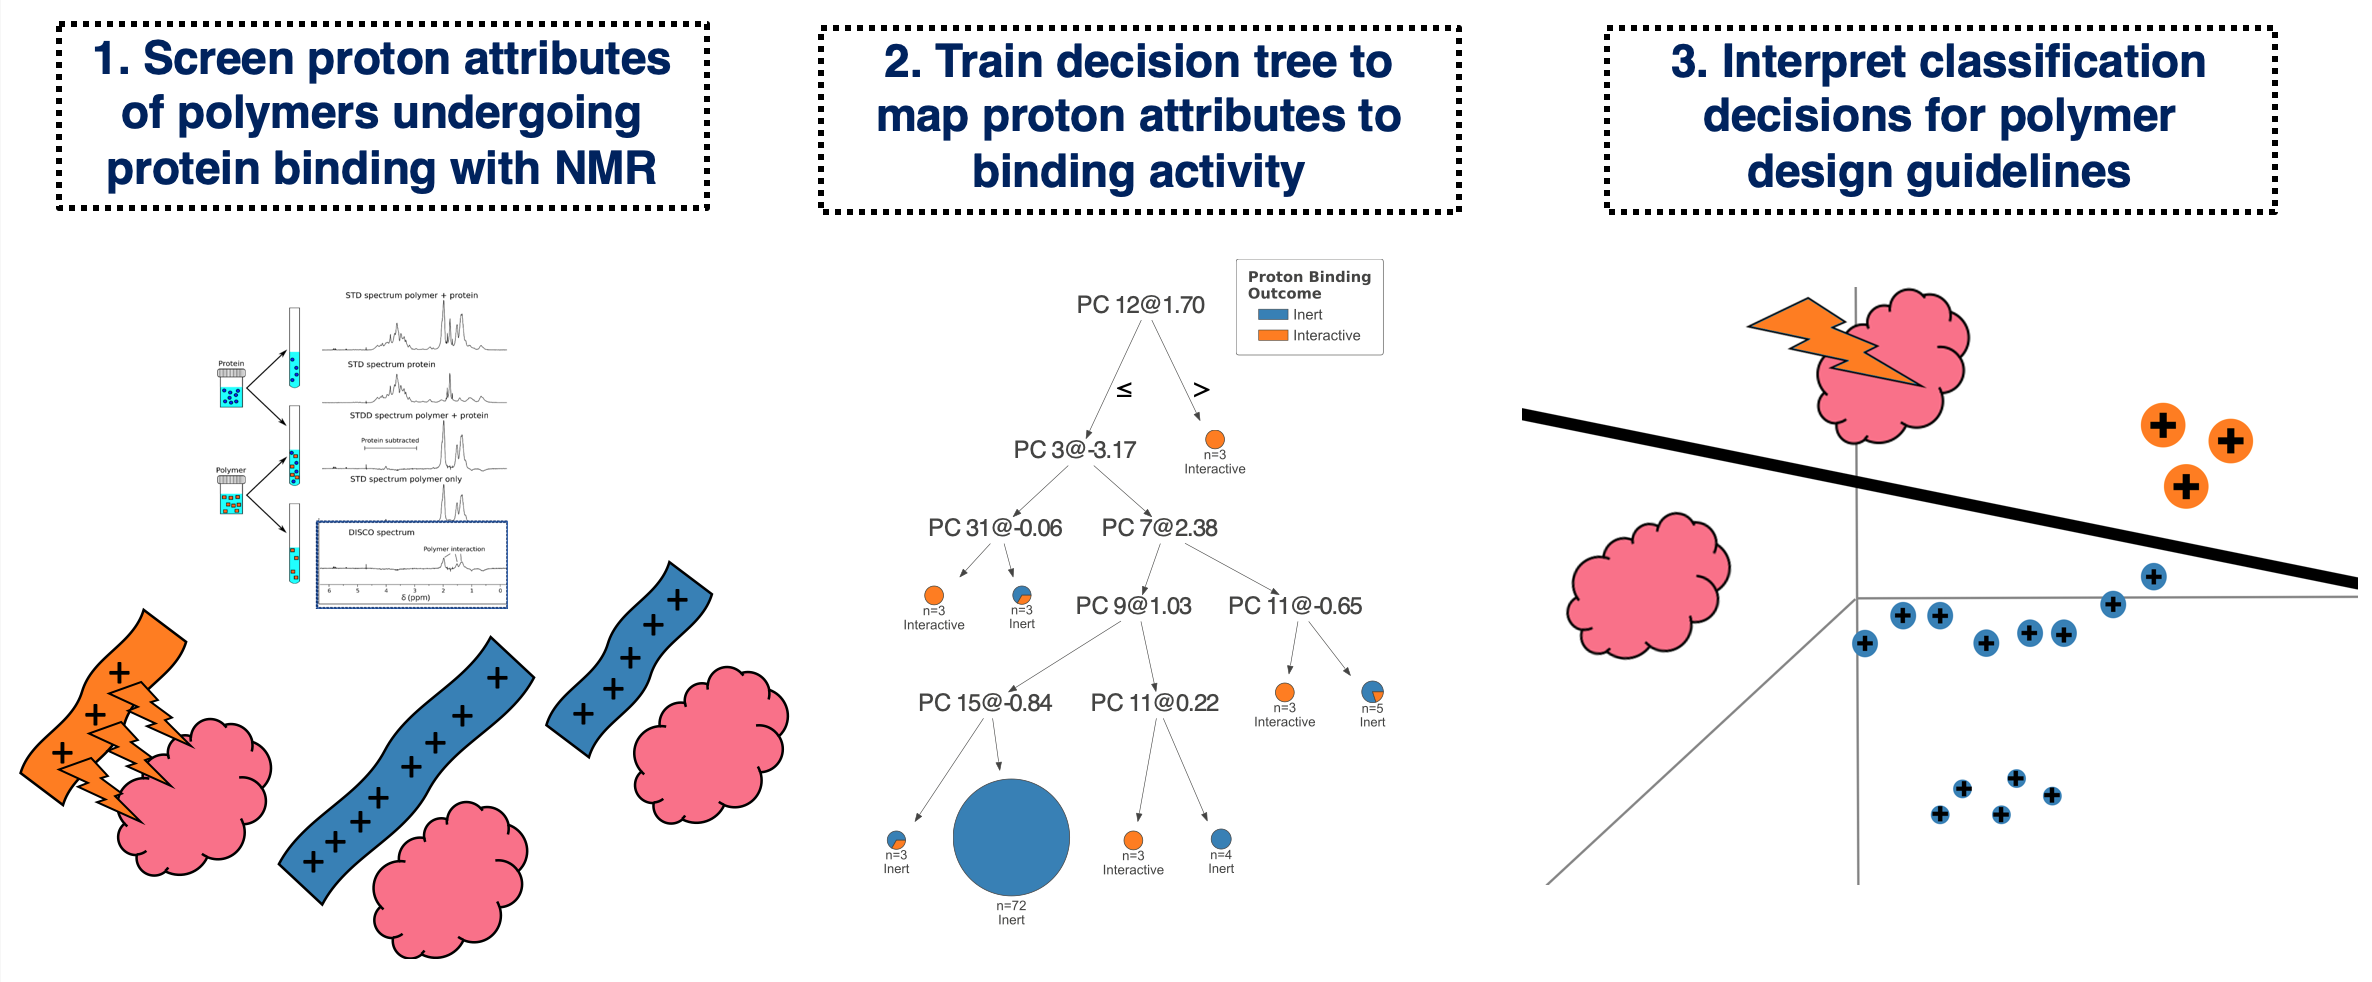 1. Screen proton attributes
of polymers undergoing
protein binding with NMR
2. Train decision tree to
map proton attributes to
binding activity
3. Interpret classification
decisions for polymer
design guidelines
STD spectrum polymer + protein
Protein
STD spectrum protein
STDD spectrum polymer + protein
Protein subtracted
Polymer
STD spectrum polymer only
DISCO spectrum
Polymer interaction
6 5 4 3 2 1 0
δ (ppm)
+ + +
+ + + + + + + +
+ + + + +
Proton Binding
Outcome
Inert
Interactive
PC 12@1.70
≤ >
PC 3@-3.17
n=3
Interactive
PC 31@-0.06
PC 7@2.38
n=3
Interactive
n=3
Inert
PC 9@1.03
PC 11@-0.65
PC 15@-0.84
PC 11@0.22
n=3
Interactive
n=5
Inert
n=3
Inert
n=72
Inert
n=3
Interactive
n=4
Inert
+ + +
+ + + + + + + +
+ + + + +